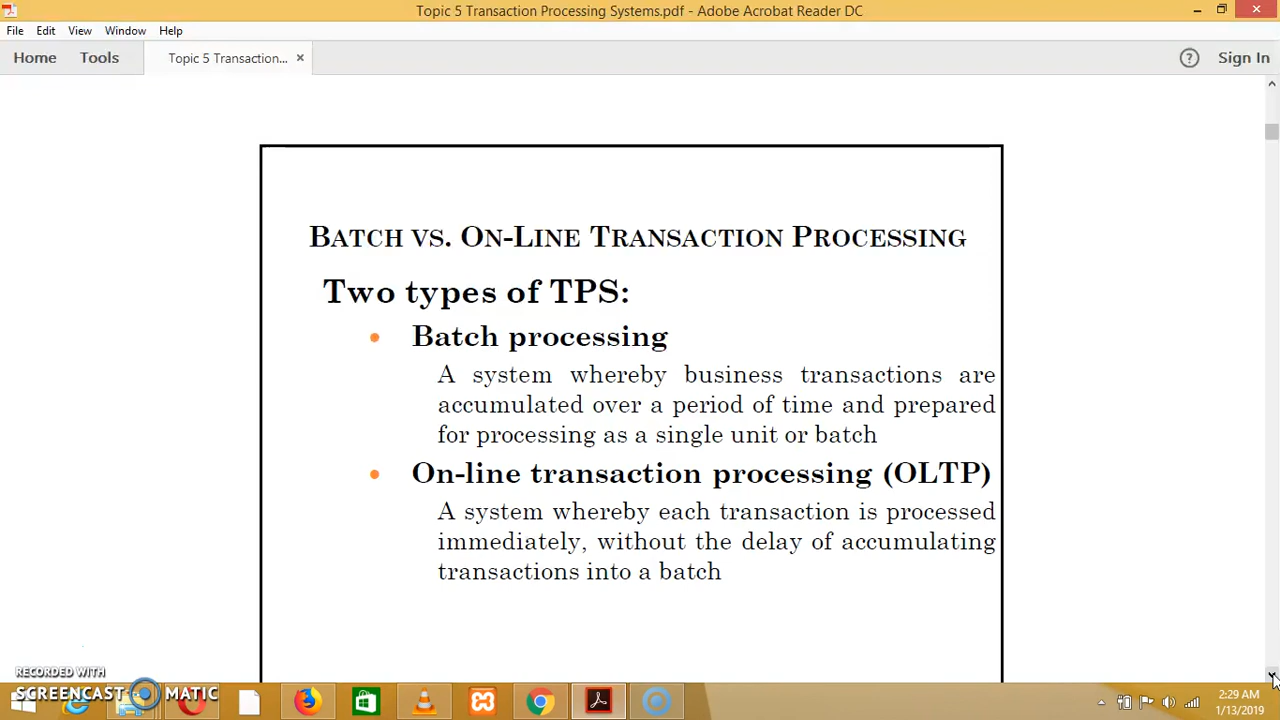 Topic 5 Transaction Processing Systems.pdf - Adobe Acrobat Reader DC
File Edit View Window Help
Home Tools Topic 5 Transaction... × ? Sign In
BATCH VS. ON-LINE TRANSACTION PROCESSING
Two types of TPS:
• Batch processing
A system whereby business transactions are
accumulated over a period of time and prepared
for processing as a single unit or batch
• On-line transaction processing (OLTP)
A system whereby each transaction is processed
immediately, without the delay of accumulating
transactions into a batch
RECORDED WITH
SCREENCAST MATIC
2:29 AM
1/13/2019